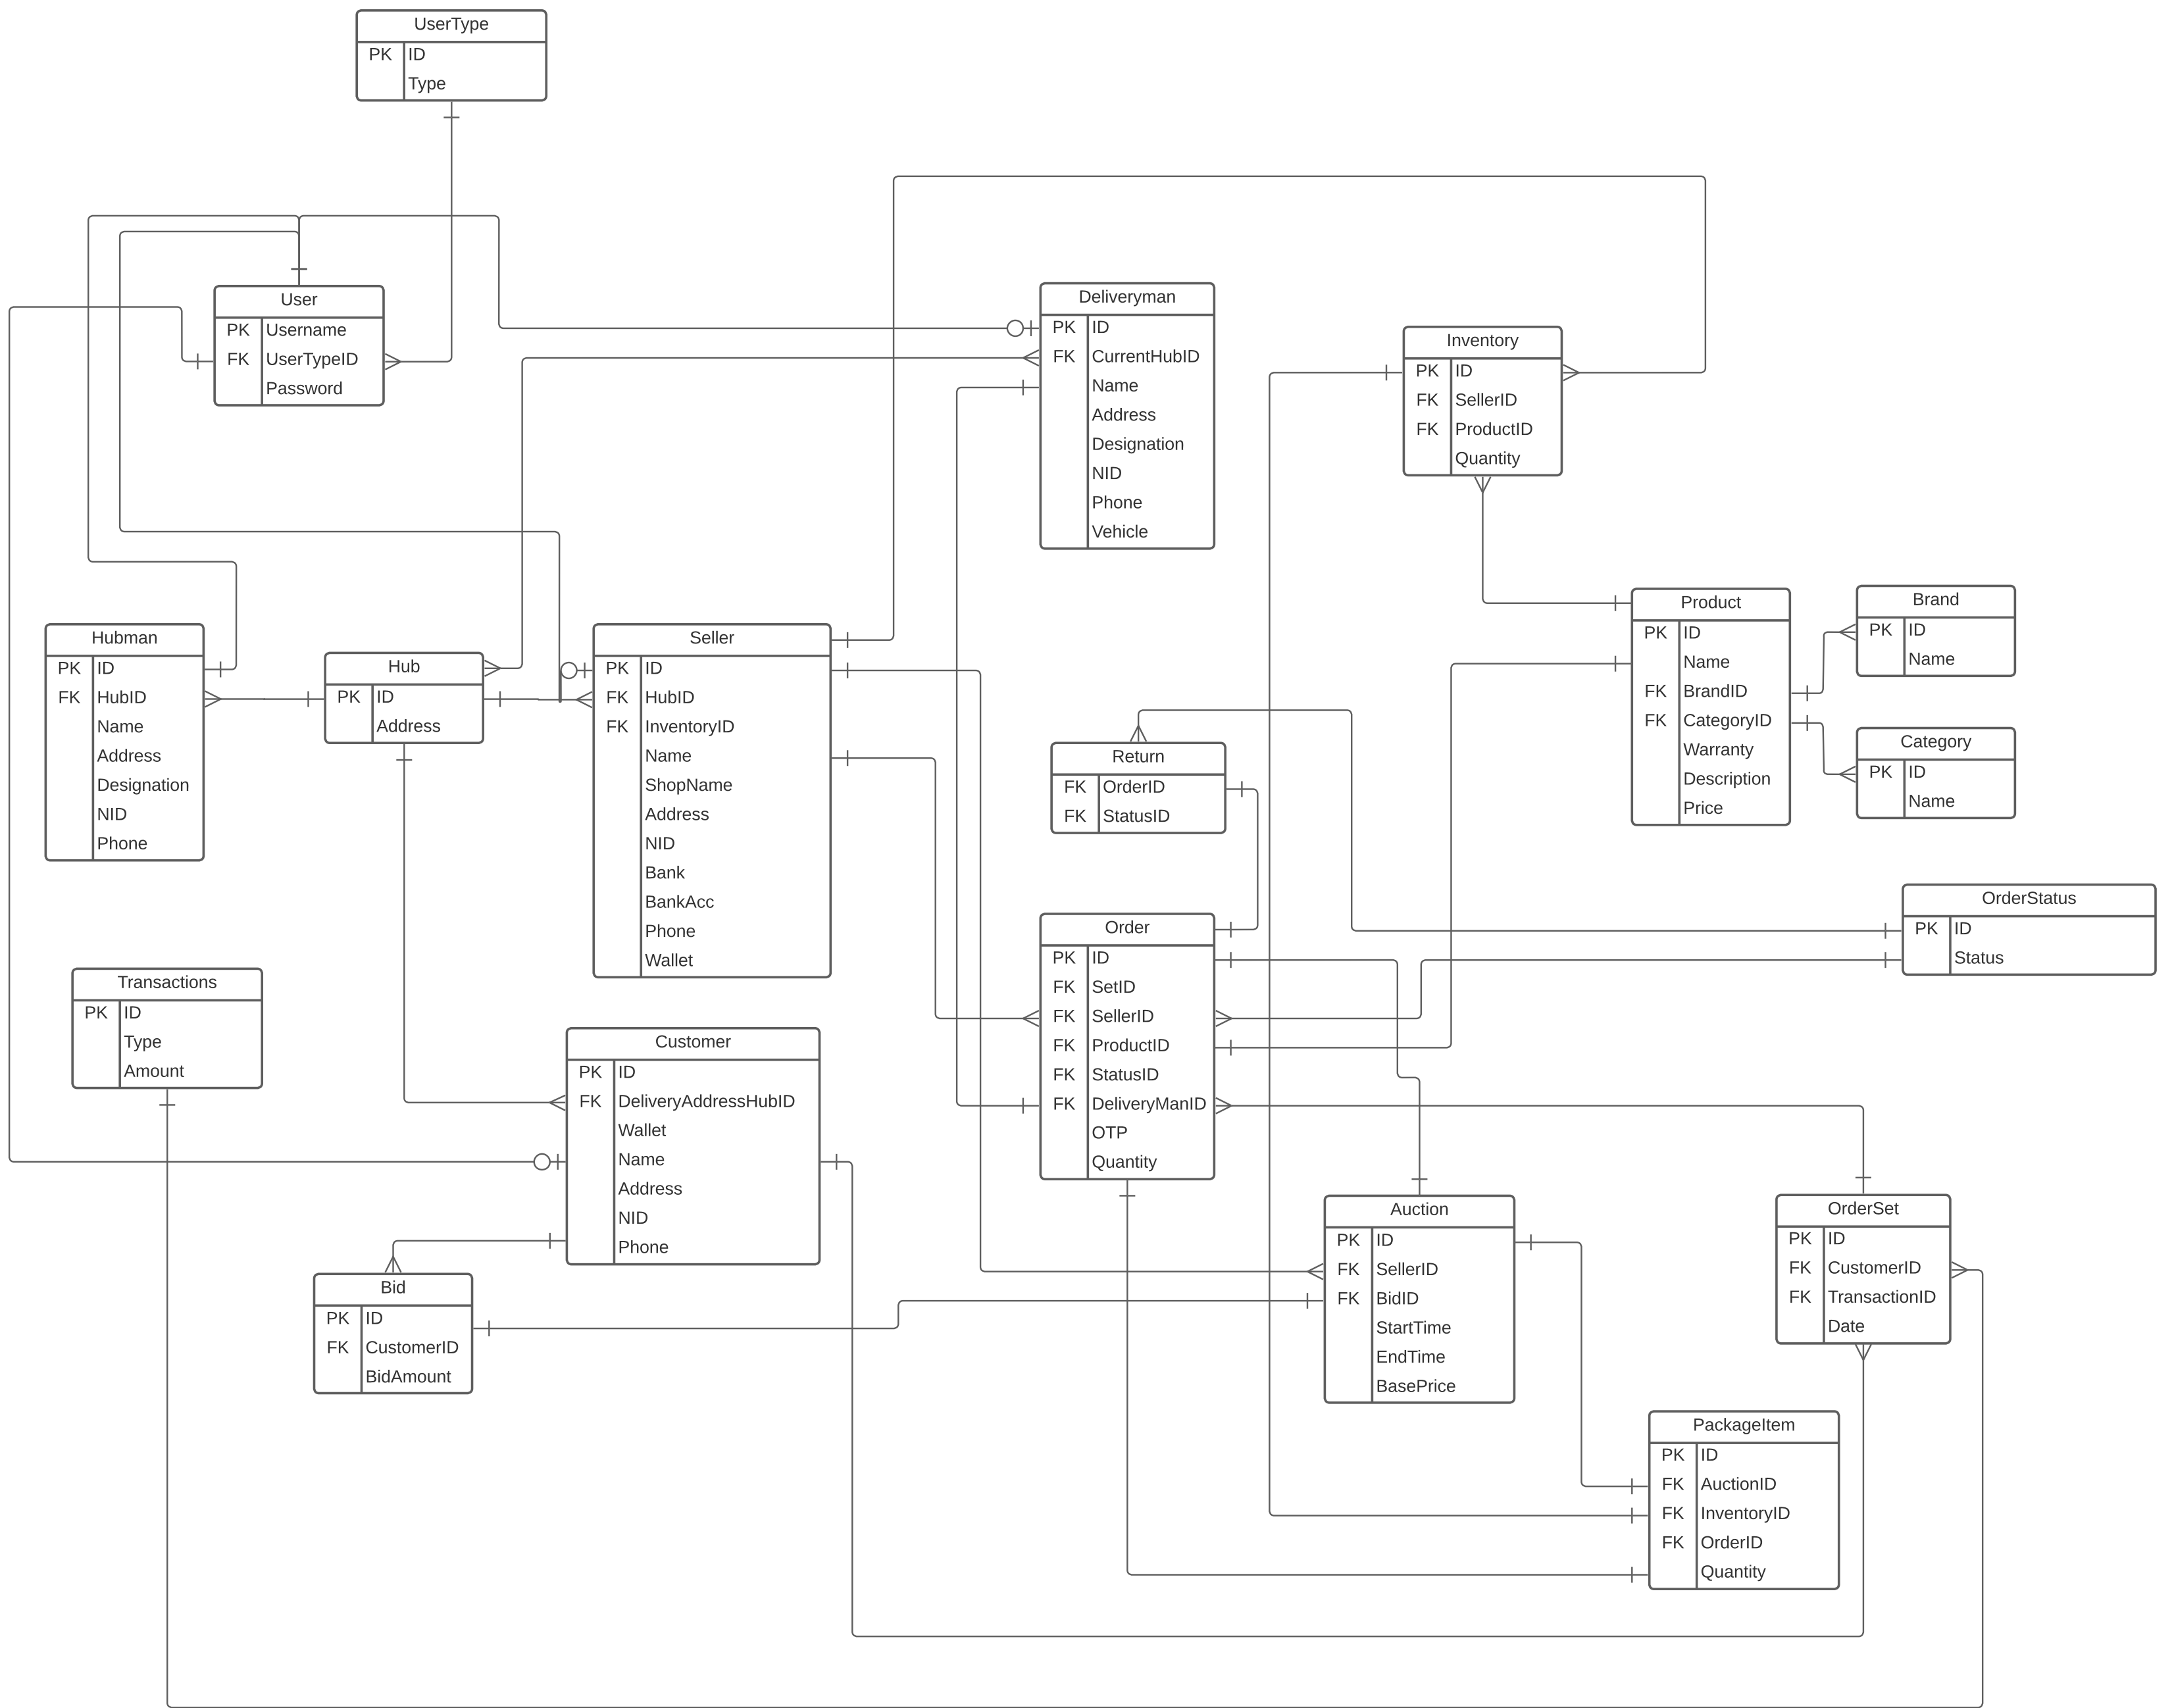 UserType
PK ID
Type
User
PK Username
FK UserTypeID
Password
Deliveryman
PK ID
FK CurrentHubID
Name
Address
Designation
NID
Phone
Vehicle
Inventory
PK ID
FK SellerID
FK ProductID
Quantity
Product
PK ID
Name
FK BrandID
FK CategoryID
Warranty
Description
Price
Brand
PK ID
Name
Category
PK ID
Name
Hubman
PK ID
FK HubID
Name
Address
Designation
NID
Phone
Hub
PK ID
Address
Seller
PK ID
FK HubID
FK InventoryID
Name
ShopName
Address
NID
Bank
BankAcc
Phone
Wallet
Return
FK OrderID
FK StatusID
OrderStatus
PK ID
Status
Order
PK ID
FK SetID
FK SellerID
FK ProductID
FK StatusID
FK DeliveryManID
OTP
Quantity
Transactions
PK ID
Type
Amount
Customer
PK ID
FK DeliveryAddressHubID
Wallet
Name
Address
NID
Phone
Bid
PK ID
FK CustomerID
BidAmount
Auction
PK ID
FK SellerID
FK BidID
StartTime
EndTime
BasePrice
OrderSet
PK ID
FK CustomerID
FK TransactionID
Date
PackageItem
PK ID
FK AuctionID
FK InventoryID
FK OrderID
Quantity